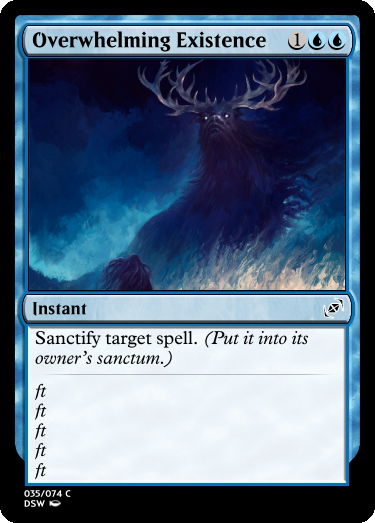 Overwhelming Existence 1
Instant
Sanctify target spell. (Put it into its
owner's sanctum.)
ft
ft
ft
ft
ft
035/074 C
DSW